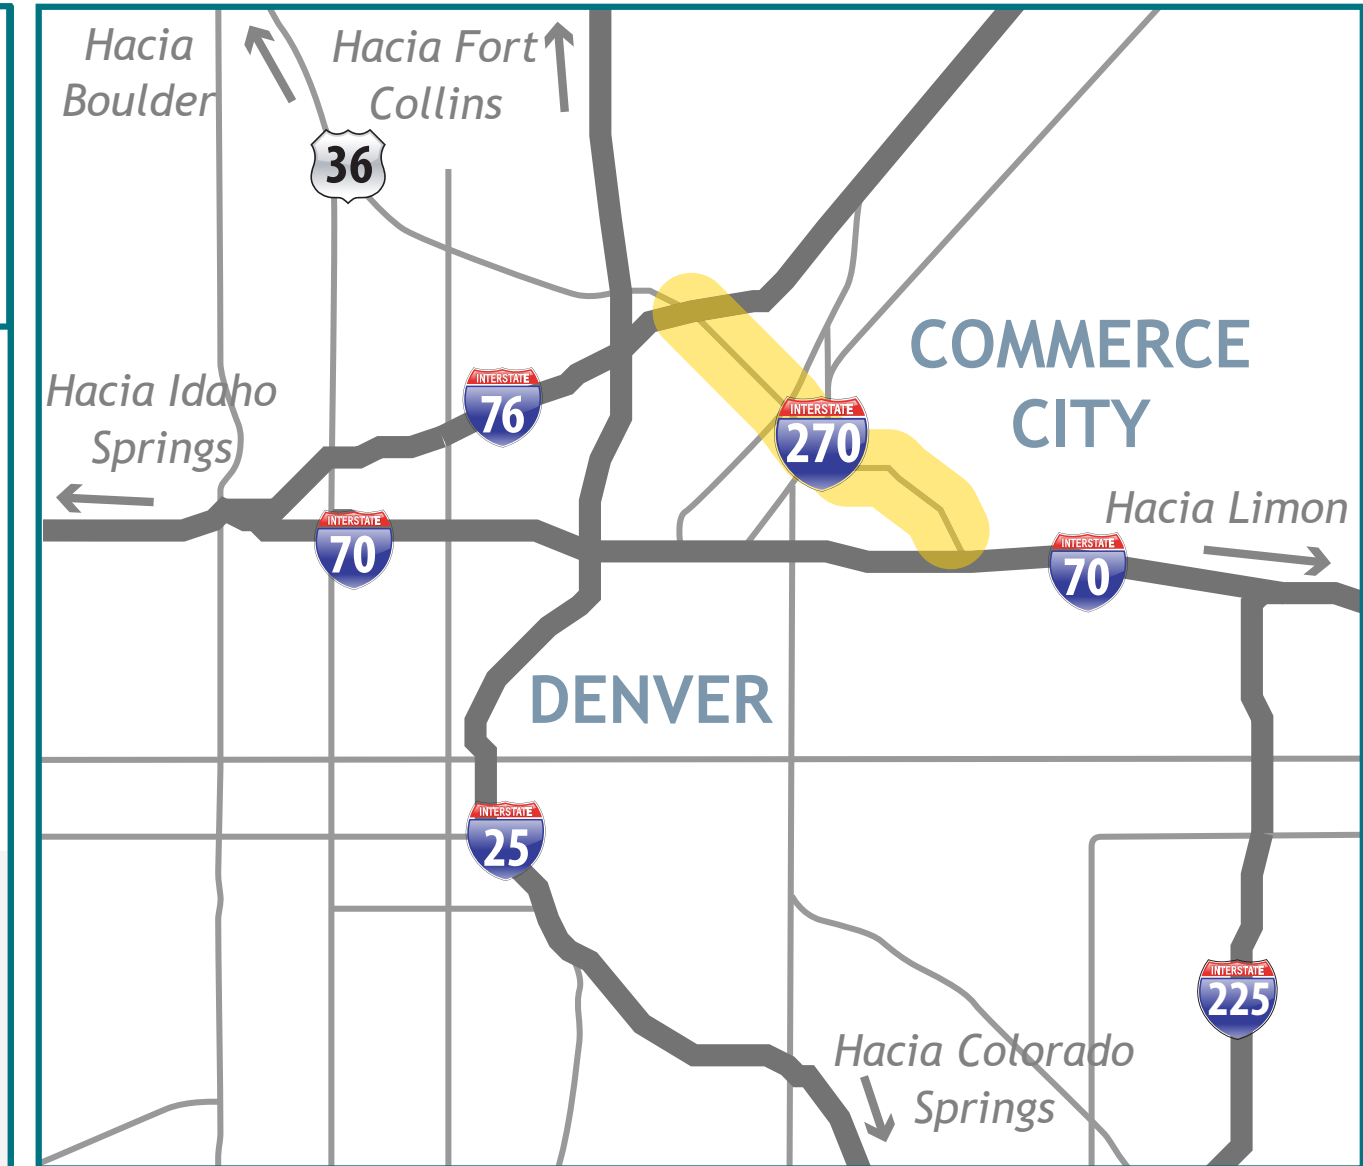 Hacia
Boulder
Hacia Fort
Collins
36
COMMERCE
CITY
Hacia Idaho
Springs
INTERSTATE
76
INTERSTATE
270
Hacia Limon
INTERSTATE
70
INTERSTATE
70
DENVER
INTERSTATE
25
INTERSTATE
225
Hacia Colorado
Springs